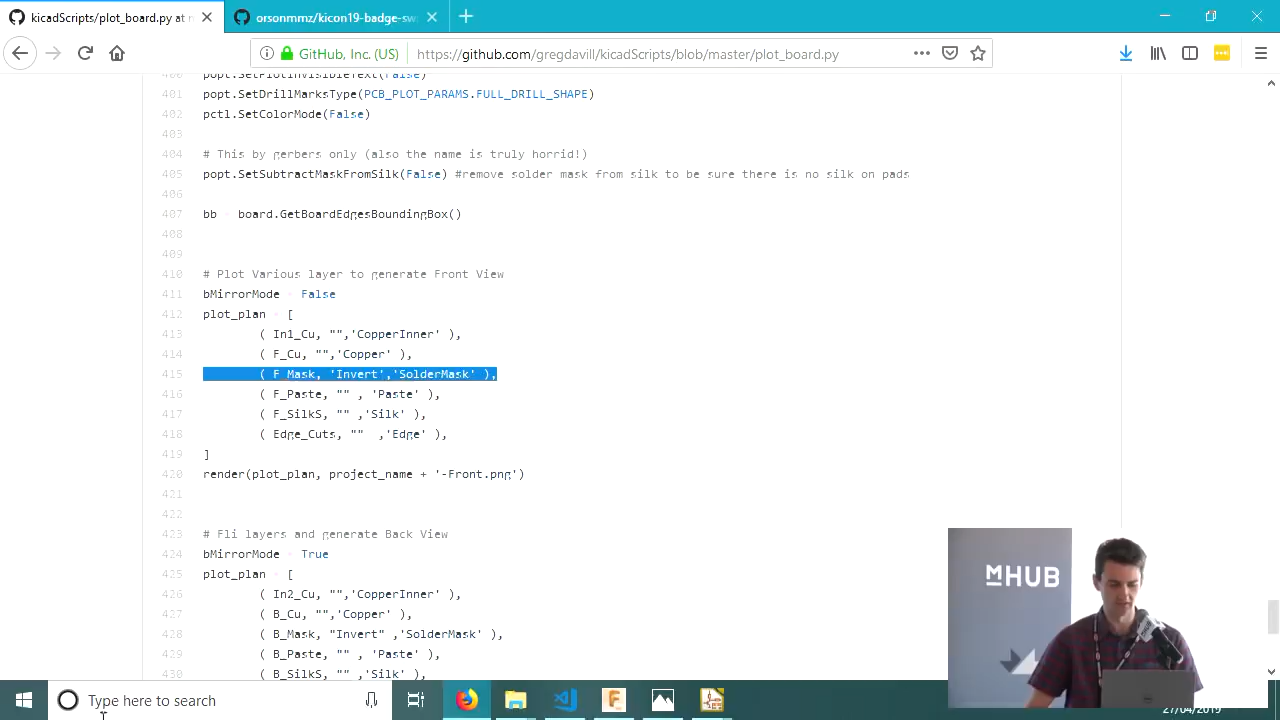 kicadScripts/plot_board.py at m
orsonmmz/kicon19-badge-sw
GitHub, Inc. (US)
https://github.com/gregdavill/kicadScripts/blob/master/plot_board.py
400 popt.SetPlotInvisibleText(False)
401 popt.SetDrillMarksType(PCB_PLOT_PARAMS.FULL_DRILL_SHAPE)
402 pctl.SetColorMode(False)
403
404 # This by gerbers only (also the name is truly horrid!)
405 popt.SetSubtractMaskFromSilk(False) #remove solder mask from silk to be sure there is no silk on pads
406
407 bb = board.GetBoardEdgesBoundingBox()
408
409
410 # Plot Various layer to generate Front View
411 bMirrorMode = False
412 plot_plan = [
413 ( In1_Cu, "",'CopperInner' ),
414 ( F_Cu, "",'Copper' ),
415 ( F_Mask, 'Invert','SolderMask' ),
416 ( F_Paste, "" , 'Paste' ),
417 ( F_SilkS, "" ,'Silk' ),
418 ( Edge_Cuts, "" ,'Edge' ),
419 ]
420 render(plot_plan, project_name + '-Front.png')
421
422
423 # Fli layers and generate Back View
424 bMirrorMode = True
425 plot_plan = [
426 ( In2_Cu, "",'CopperInner' ),
427 ( B_Cu, "",'Copper' ),
428 ( B_Mask, "Invert" ,'SolderMask' ),
429 ( B_Paste, "" , 'Paste' ),
430 ( B_SilkS, "" ,'Silk' ),
mHUB
Type here to search
27/04/2019